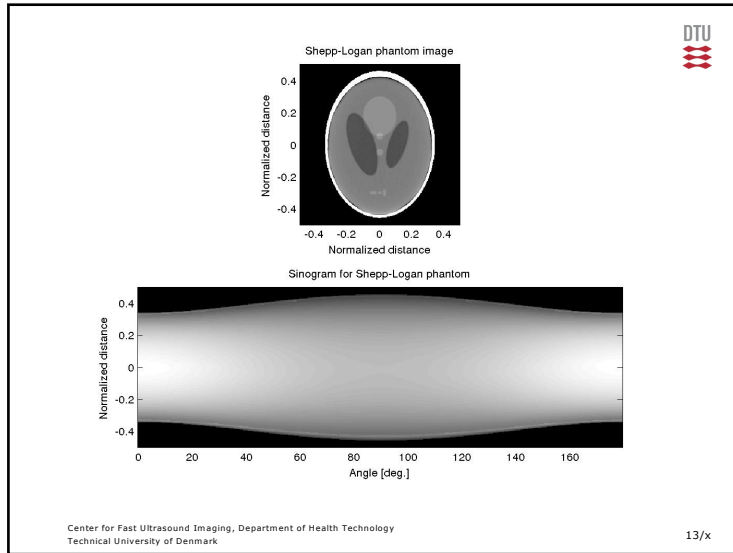 DTU
Shepp-Logan phantom image
Normalized distance
0.4
0.2
0
-0.2
-0.4
-0.4 -0.2 0 0.2 0.4
Normalized distance
Sinogram for Shepp-Logan phantom
Normalized distance
0.4
0.2
0
-0.2
-0.4
0 20 40 60 80 100 120 140 160
Angle [deg.]
Center for Fast Ultrasound Imaging, Department of Health Technology
Technical University of Denmark
13/x